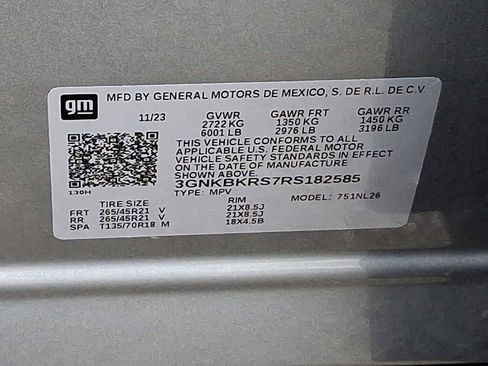 gm
MFD BY GENERAL MOTORS DE MEXICO, S. DE R.L. DE C.V.
11/23 GVWR GAWR FRT GAWR RR
2722 KG 1350 KG 1450 KG
6001 LB 2976 LB 3196 LB
THIS VEHICLE CONFORMS TO ALL
APPLICABLE U.S. FEDERAL MOTOR
VEHICLE SAFETY STANDARDS IN EFFECT
ON THE DATE OF MANUFACTURE
SHOWN ABOVE.
3GNKBKRS7RS182585
130H
TYPE: MPV MODEL: 751NL26
TIRE SIZE RIM
FRT 265/45R21 V 21X8.5J
RR 265/45R21 V 21X8.5J
SPA T135/70R18 M 18X4.5B